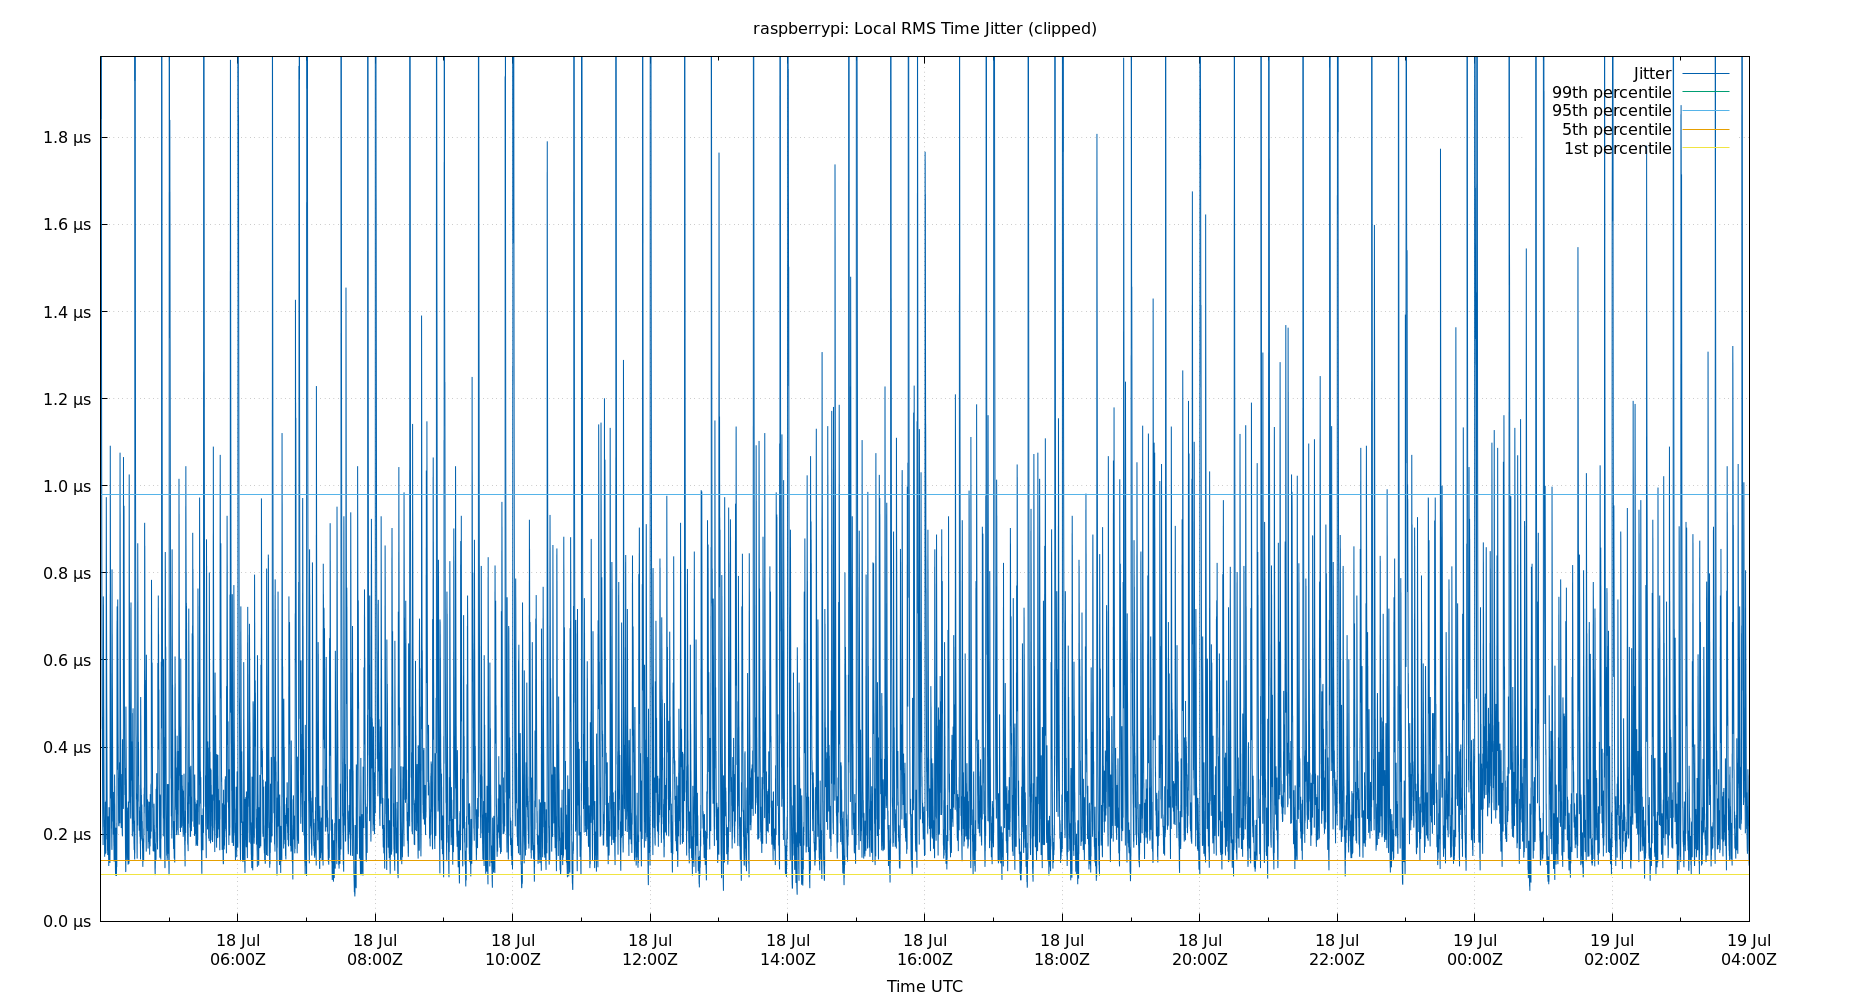 raspberrypi: Local RMS Time Jitter (clipped)
Jitter
99th percentile
95th percentile
5th percentile
1st percentile
1.8 µs
1.6 µs
1.4 µs
1.2 µs
1.0 µs
0.8 µs
0.6 µs
0.4 µs
0.2 µs
0.0 µs
18 Jul 18 Jul 18 Jul 18 Jul 18 Jul 18 Jul 18 Jul 18 Jul 18 Jul 19 Jul 19 Jul 19 Jul
06:00Z 08:00Z 10:00Z 12:00Z 14:00Z 16:00Z 18:00Z 20:00Z 22:00Z 00:00Z 02:00Z 04:00Z
Time UTC